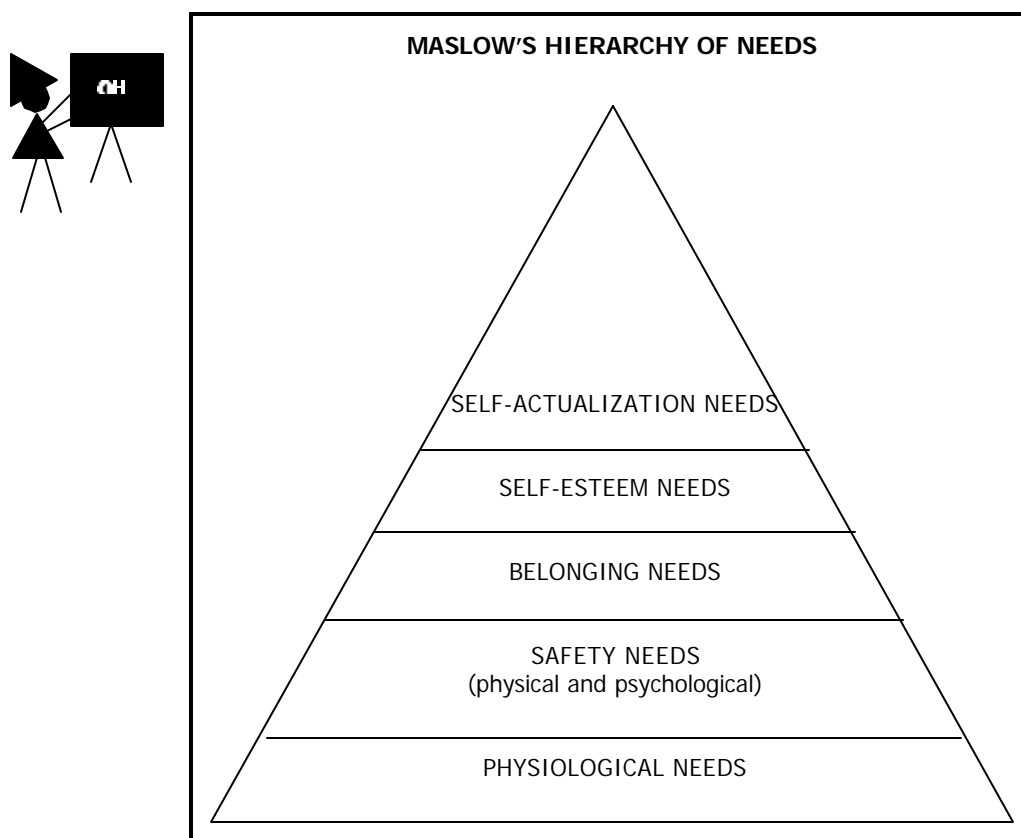 OH
MASLOW'S HIERARCHY OF NEEDS
SELF-ACTUALIZATION NEEDS
SELF-ESTEEM NEEDS
BELONGING NEEDS
SAFETY NEEDS
(physical and psychological)
PHYSIOLOGICAL NEEDS